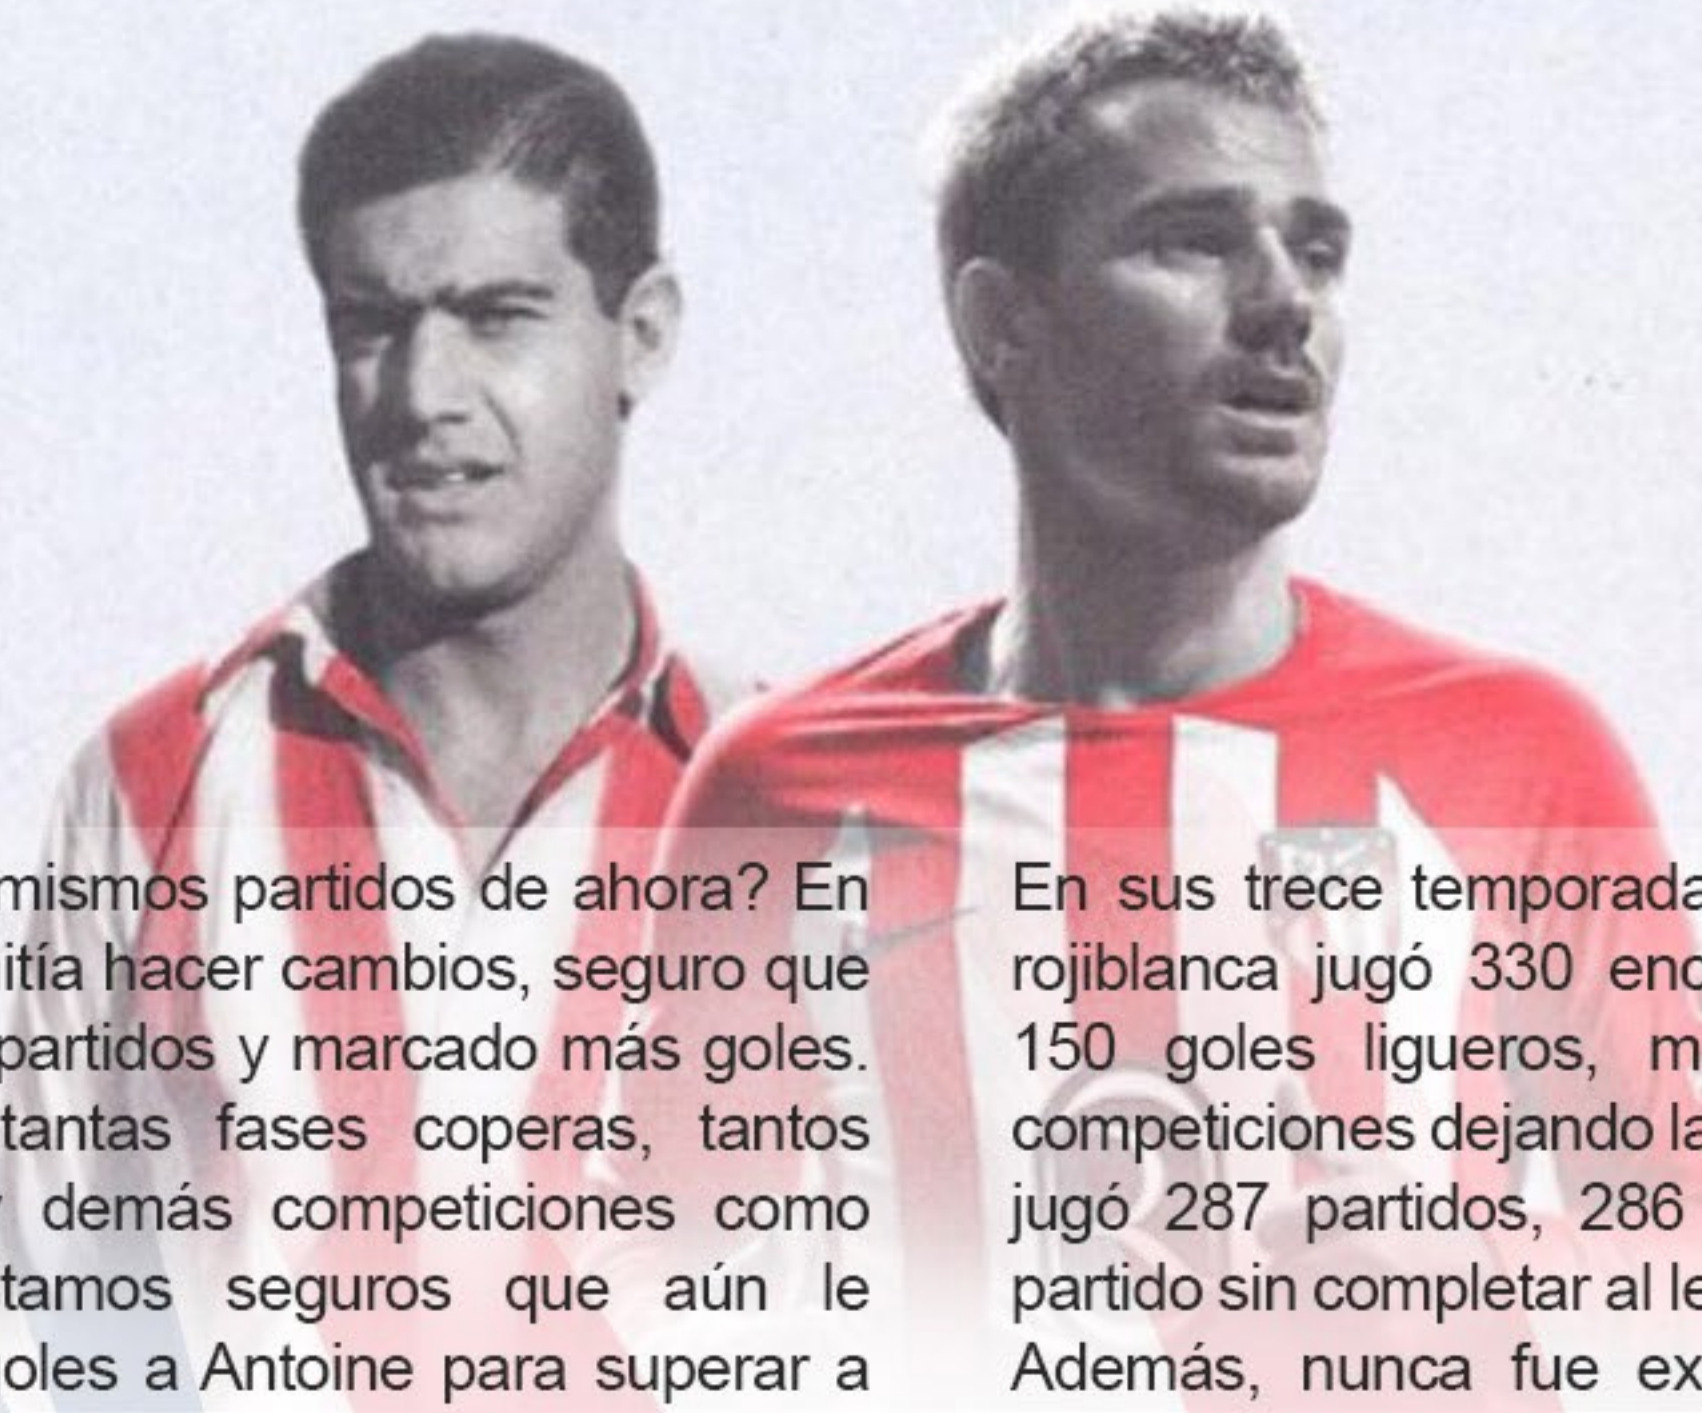 mismos partidos de ahora? En
itía hacer cambios, seguro que
partidos y marcado más goles.
tantas fases coperas, tantos
demás competiciones como
tamos seguros que aún le
oles a Antoine para superar a
En sus trece temporada
rojiblanca jugó 330 enc
150 goles ligueros, m
competiciones dejando la
jugó 287 partidos, 286
partido sin completar al le
Además, nunca fue ex